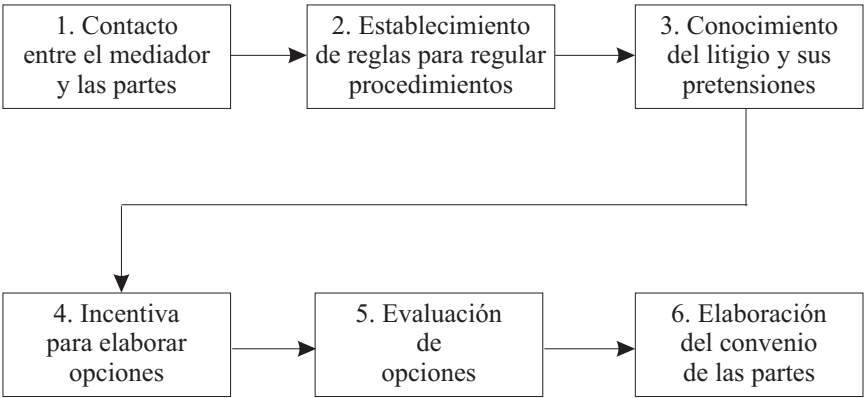 1. Contacto
entre el mediador
y las partes
2. Establecimiento
de reglas para regular
procedimientos
3. Conocimiento
del litigio y sus
pretensiones
4. Incentiva
para elaborar
opciones
5. Evaluación
de
opciones
6. Elaboración
del convenio
de las partes